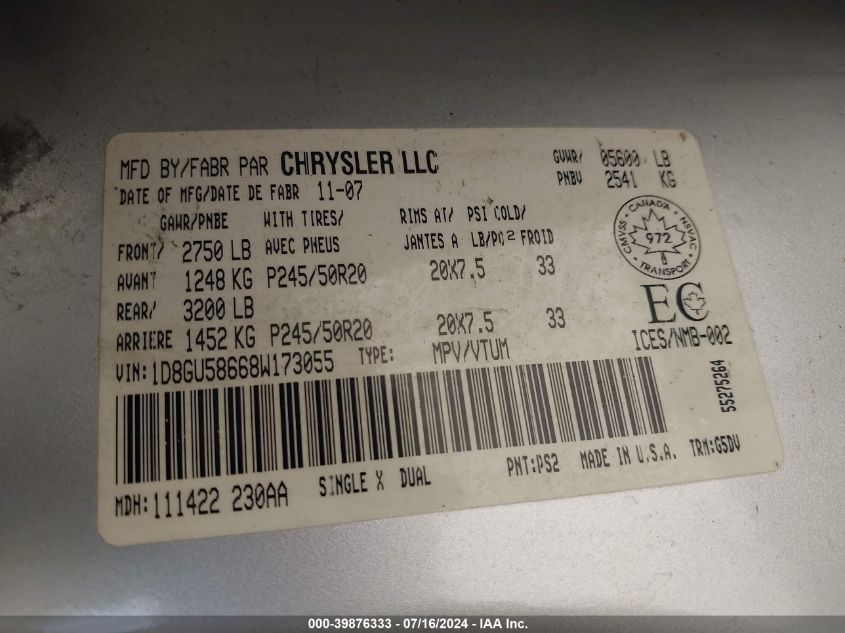 MFD BY/FABR PAR CHRYSLER LLC GVWR/ 05600 LB
DATE OF MFG/DATE DE FABR 11-07 PNBV 2541 KG
GAWR/PNBE WITH TIRES/ RIMS AT/ PSI COLD/
FRONT/ 2750 LB AVEC PNEUS JANTES A LB/PO2 FROID
AVANT 1248 KG P245/50R20 20X7.5 33
REAR/ 3200 LB
ARRIERE 1452 KG P245/50R20 20X7.5 33
CANADA
CMVSS NSVAC
972
TRANSPORT
EC
ICES/NMB-002
VIN: 1D8GU58668W173055 TYPE: MPV/VTUM
55275264
MDH: 111422 230AA SINGLE X DUAL PNT: PS2 MADE IN U.S.A. TRM: G5DV
000-39876333 - 07/16/2024 - IAA Inc.